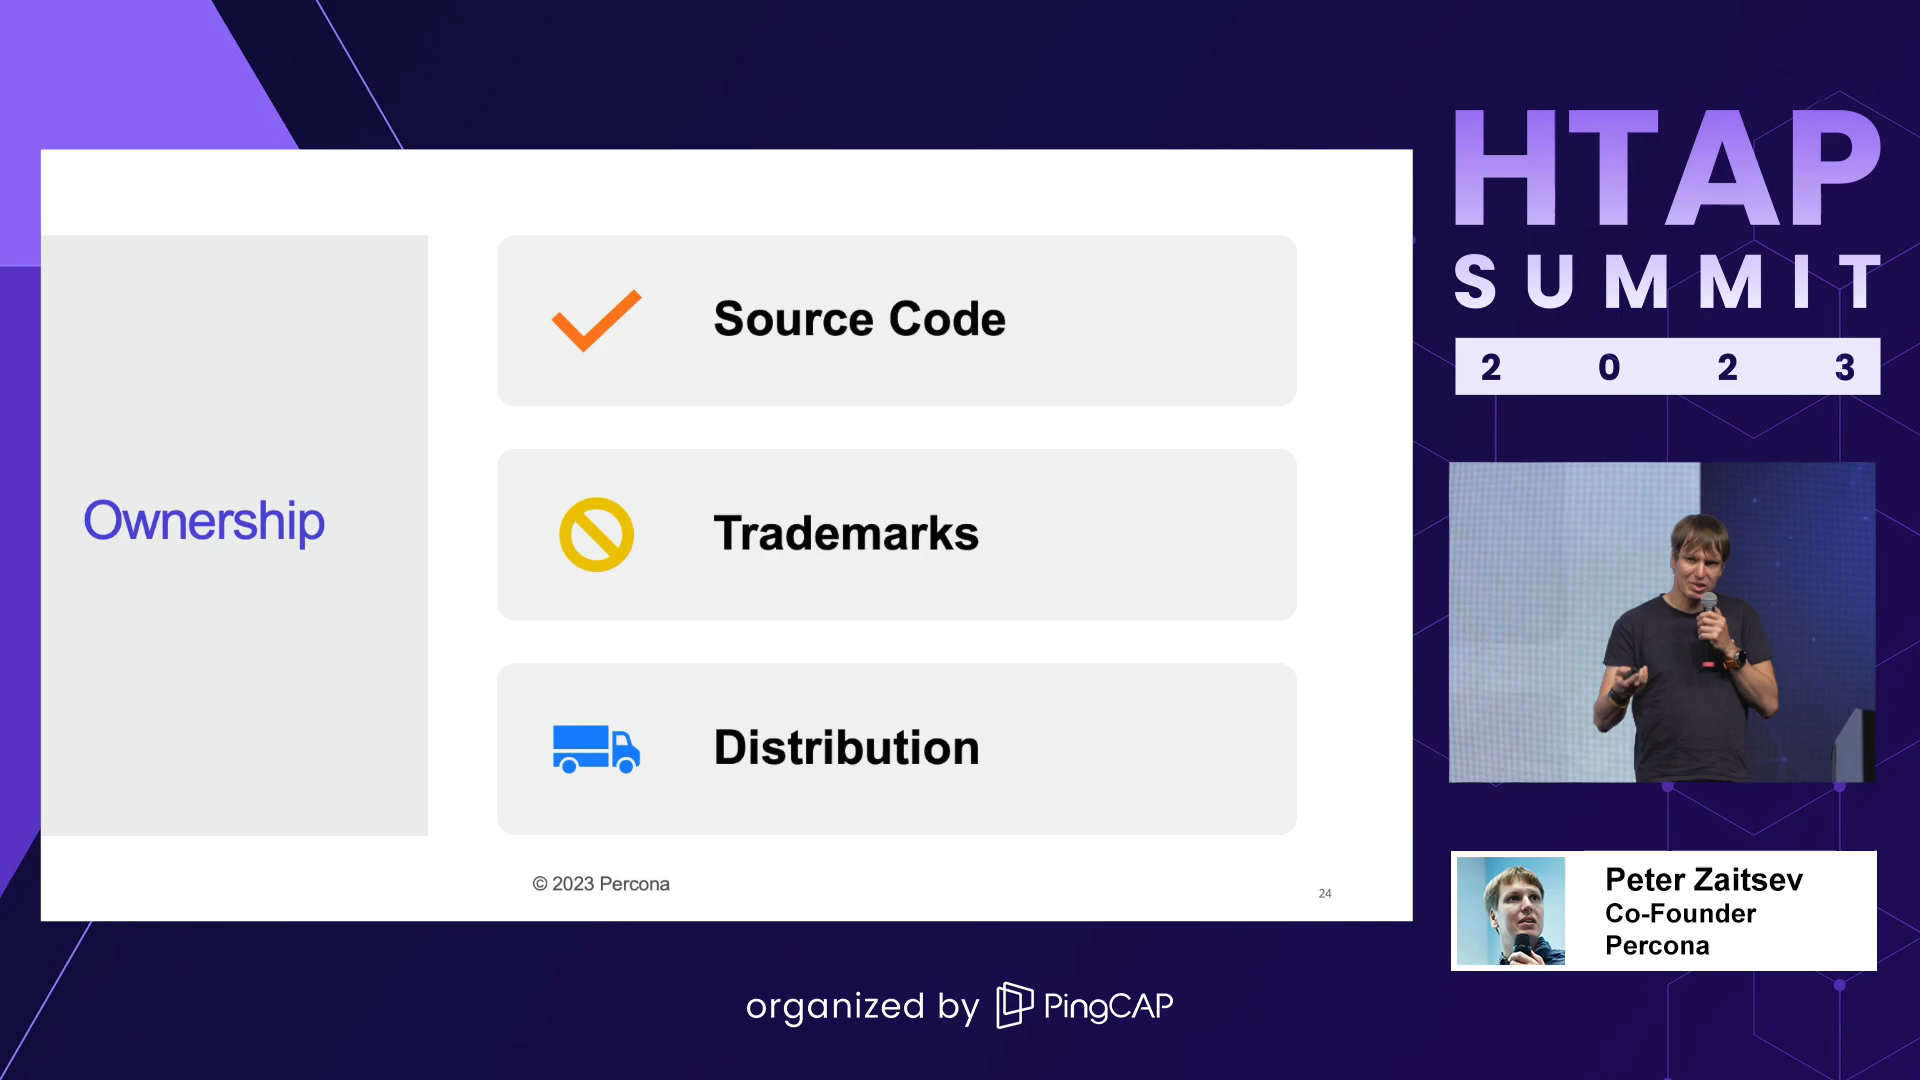 Ownership
Source Code
Trademarks
Distribution
© 2023 Percona
24
HTAP
SUMMIT
2023
Peter Zaitsev
Co-Founder
Percona
organized by PingCAP